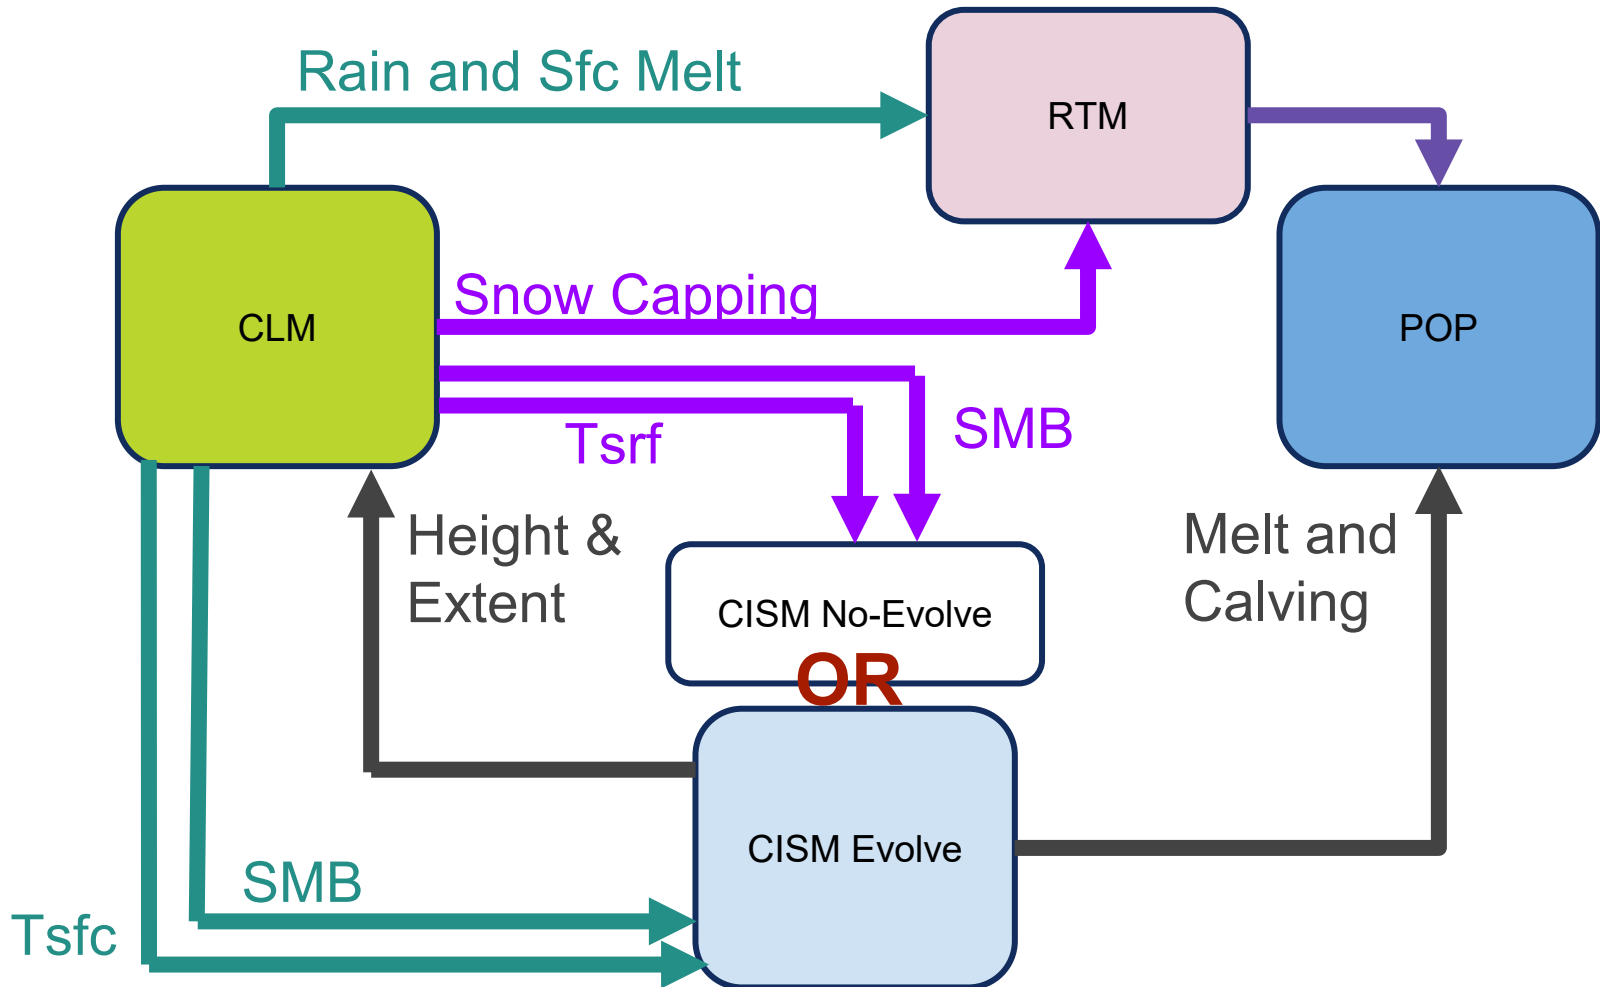 Rain and Sfc Melt
RTM
CLM
Snow Capping
POP
Tsrf
SMB
Height &
Extent
Melt and
Calving
CISM No-Evolve
OR
CISM Evolve
SMB
Tsfc